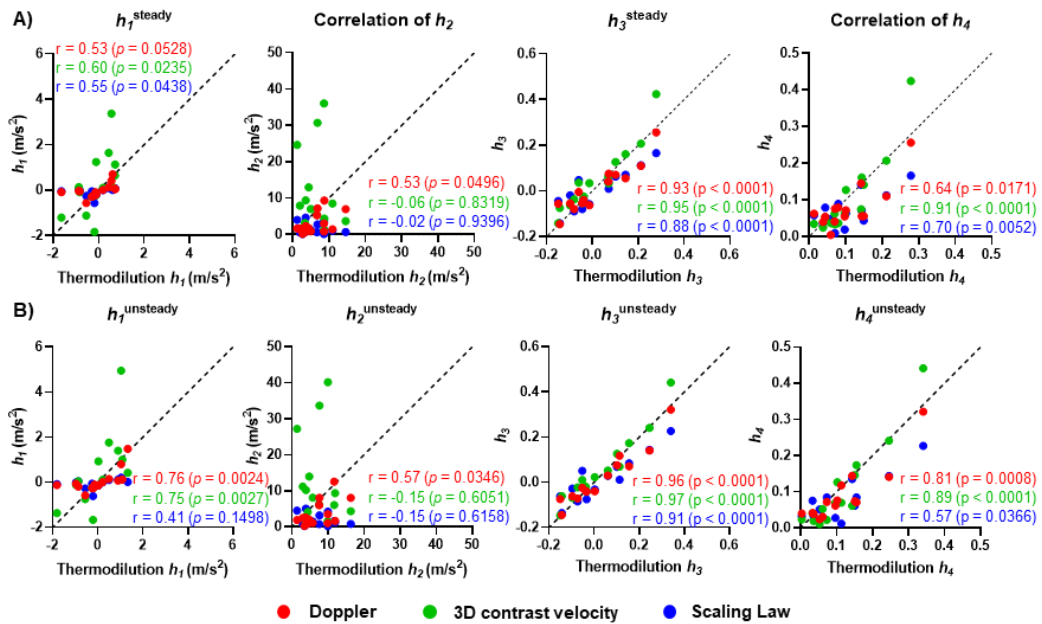 A)
h₁ˢᵗᵉᵃᵈʸ
Correlation of h₂
h₃ˢᵗᵉᵃᵈʸ
Correlation of h₄
6
4
2
0
-2
h₁ (m/s²)
r = 0.53 (p = 0.0528)
r = 0.60 (p = 0.0235)
r = 0.55 (p = 0.0438)
-2 0 2 4 6
Thermodilution h₁ (m/s²)
50
40
30
20
10
0
h₂ (m/s²)
r = 0.53 (p = 0.0496)
r = -0.06 (p = 0.8319)
r = -0.02 (p = 0.9396)
0 10 20 30 40 50
Thermodilution h₂ (m/s²)
0.6
0.4
0.2
0.0
-0.2
h₃
r = 0.93 (p < 0.0001)
r = 0.95 (p < 0.0001)
r = 0.88 (p < 0.0001)
-0.2 0.0 0.2 0.4 0.6
Thermodilution h₃
0.5
0.4
0.3
0.2
0.1
0.0
h₄
r = 0.64 (p = 0.0171)
r = 0.91 (p < 0.0001)
r = 0.70 (p = 0.0052)
0.0 0.1 0.2 0.3 0.4 0.5
Thermodilution h₄
B)
h₁ᵘⁿˢᵗᵉᵃᵈʸ
h₂ᵘⁿˢᵗᵉᵃᵈʸ
h₃ᵘⁿˢᵗᵉᵃᵈʸ
h₄ᵘⁿˢᵗᵉᵃᵈʸ
6
4
2
0
-2
h₁ (m/s²)
r = 0.76 (p = 0.0024)
r = 0.75 (p = 0.0027)
r = 0.41 (p = 0.1498)
-2 0 2 4 6
Thermodilution h₁ (m/s²)
50
40
30
20
10
0
h₂ (m/s²)
r = 0.57 (p = 0.0346)
r = -0.15 (p = 0.6051)
r = -0.15 (p = 0.6158)
0 10 20 30 40 50
Thermodilution h₂ (m/s²)
0.6
0.4
0.2
0.0
-0.2
h₃
r = 0.96 (p < 0.0001)
r = 0.97 (p < 0.0001)
r = 0.91 (p < 0.0001)
-0.2 0.0 0.2 0.4 0.6
Thermodilution h₃
0.5
0.4
0.3
0.2
0.1
0.0
h₄
r = 0.81 (p = 0.0008)
r = 0.89 (p < 0.0001)
r = 0.57 (p = 0.0366)
0.0 0.1 0.2 0.3 0.4 0.5
Thermodilution h₄
Doppler 3D contrast velocity Scaling Law